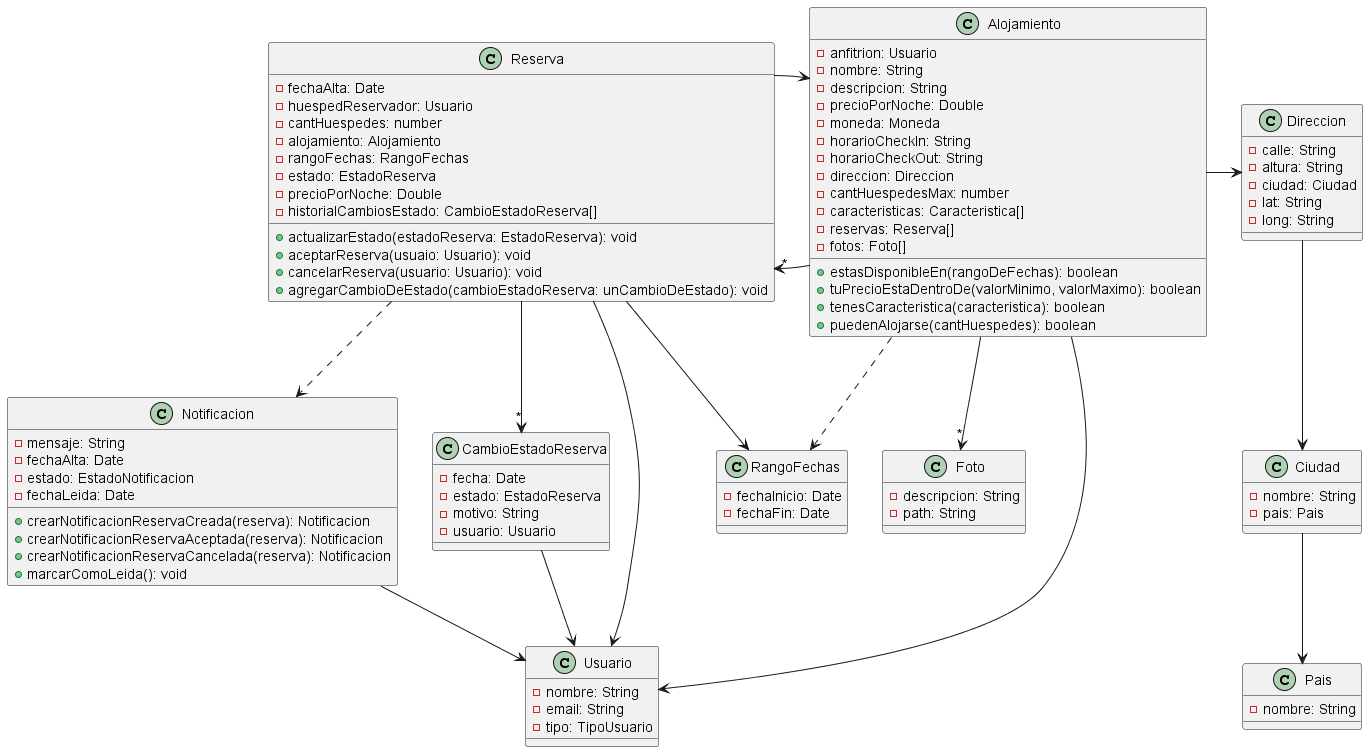 C Reserva
fechaAlta: Date
huespedReservador: Usuario
cantHuespedes: number
alojamiento: Alojamiento
rangoFechas: RangoFechas
estado: EstadoReserva
precioPorNoche: Double
historialCambiosEstado: CambioEstadoReserva[]
actualizarEstado(estadoReserva: EstadoReserva): void
aceptarReserva(usuaio: Usuario): void
cancelarReserva(usuario: Usuario): void
agregarCambioDeEstado(cambioEstadoReserva: unCambioDeEstado): void
C Alojamiento
anfitrion: Usuario
nombre: String
descripcion: String
precioPorNoche: Double
moneda: Moneda
horarioCheckIn: String
horarioCheckOut: String
direccion: Direccion
cantHuespedesMax: number
caracteristicas: Caracteristica[]
reservas: Reserva[]
fotos: Foto[]
estasDisponibleEn(rangoDeFechas): boolean
tuPrecioEstaDentroDe(valorMinimo, valorMaximo): boolean
tenesCaracteristica(caracteristica): boolean
puedenAlojarse(cantHuespedes): boolean
*
C Direccion
calle: String
altura: String
ciudad: Ciudad
lat: String
long: String
C Notificacion
mensaje: String
fechaAlta: Date
estado: EstadoNotificacion
fechaLeida: Date
crearNotificacionReservaCreada(reserva): Notificacion
crearNotificacionReservaAceptada(reserva): Notificacion
crearNotificacionReservaCancelada(reserva): Notificacion
marcarComoLeida(): void
*
C CambioEstadoReserva
fecha: Date
estado: EstadoReserva
motivo: String
usuario: Usuario
C RangoFechas
fechaInicio: Date
fechaFin: Date
*
C Foto
descripcion: String
path: String
C Ciudad
nombre: String
pais: Pais
C Usuario
nombre: String
email: String
tipo: TipoUsuario
C Pais
nombre: String